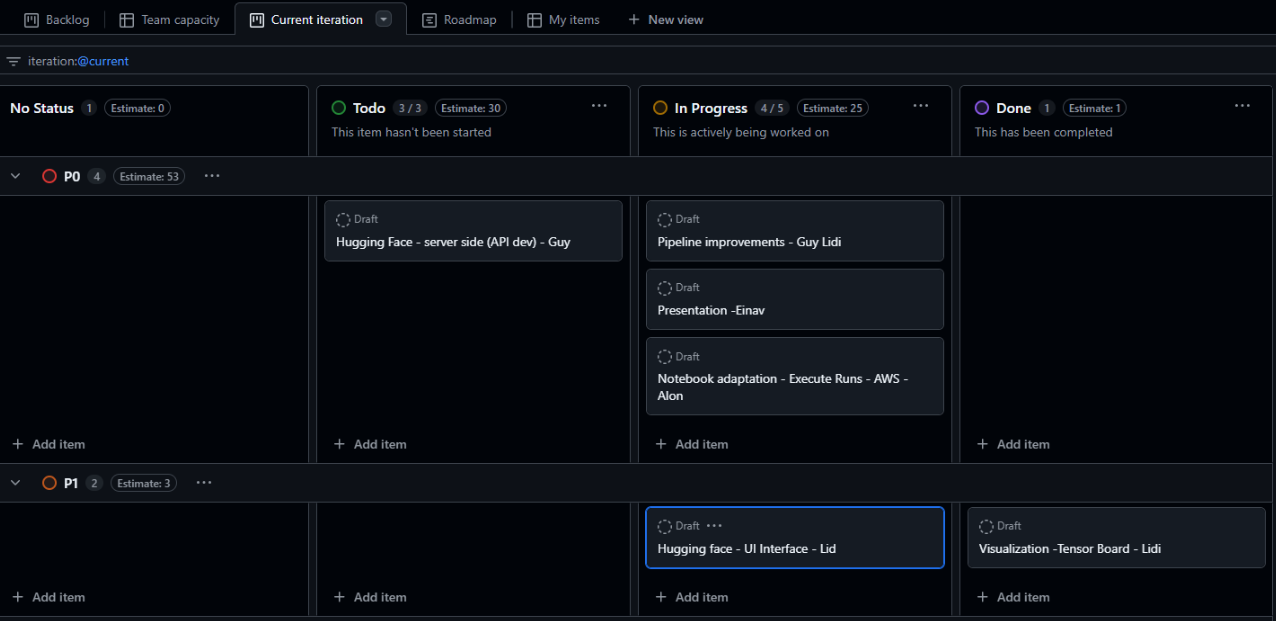 Backlog
Team capacity
Current iteration
Roadmap
My items
New view
iteration:@current
No Status 1 Estimate: 0
Todo 3 / 3 Estimate: 30
This item hasn't been started
In Progress 4 / 5 Estimate: 25
This is actively being worked on
Done 1 Estimate: 1
This has been completed
P0 4 Estimate: 53
Draft
Hugging Face - server side (API dev) - Guy
Draft
Pipeline improvements - Guy Lidi
Draft
Presentation -Einav
Draft
Notebook adaptation - Execute Runs - AWS -
Alon
Add item
Add item
Add item
Add item
P1 2 Estimate: 3
Draft
Hugging face - UI Interface - Lid
Draft
Visualization -Tensor Board - Lidi
Add item
Add item
Add item
Add item